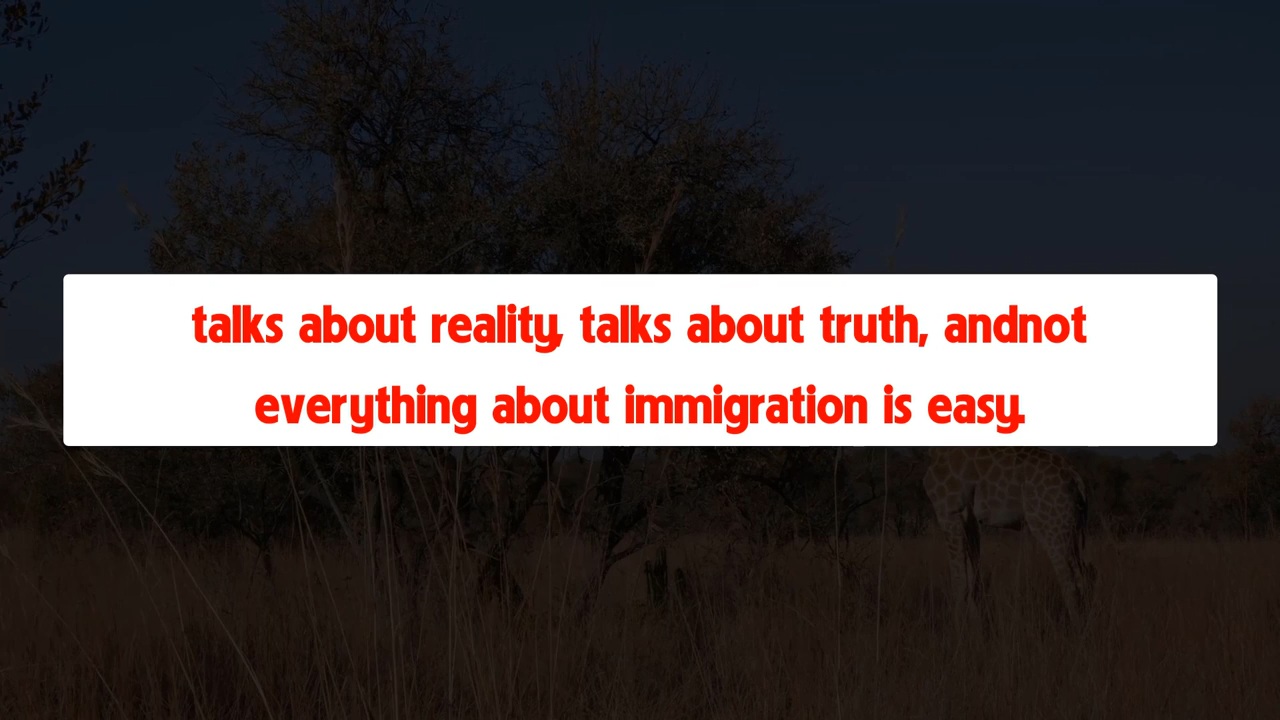 talks about reality, talks about truth, andnot
everything about immigration is easy.